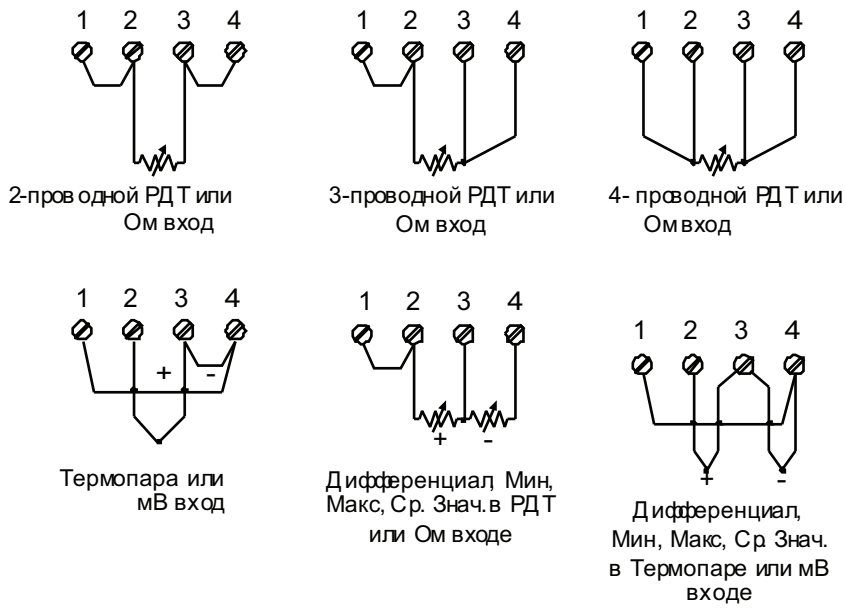 1 2 3 4
1 2 3 4
1 2 3 4
2-проводной РДТ или
Ом вход
3-проводной РДТ или
Ом вход
4- проводной РДТ или
Ом вход
1 2 3 4
+ -
Термопара или
мВ вход
1 2 3 4
+ -
Дифференциал, Мин,
Макс, Ср. Знач. в РДТ
или Ом входе
1 2 3 4
+ -
Дифференциал,
Мин, Макс, Ср. Знач.
в Термопаре или мВ
входе